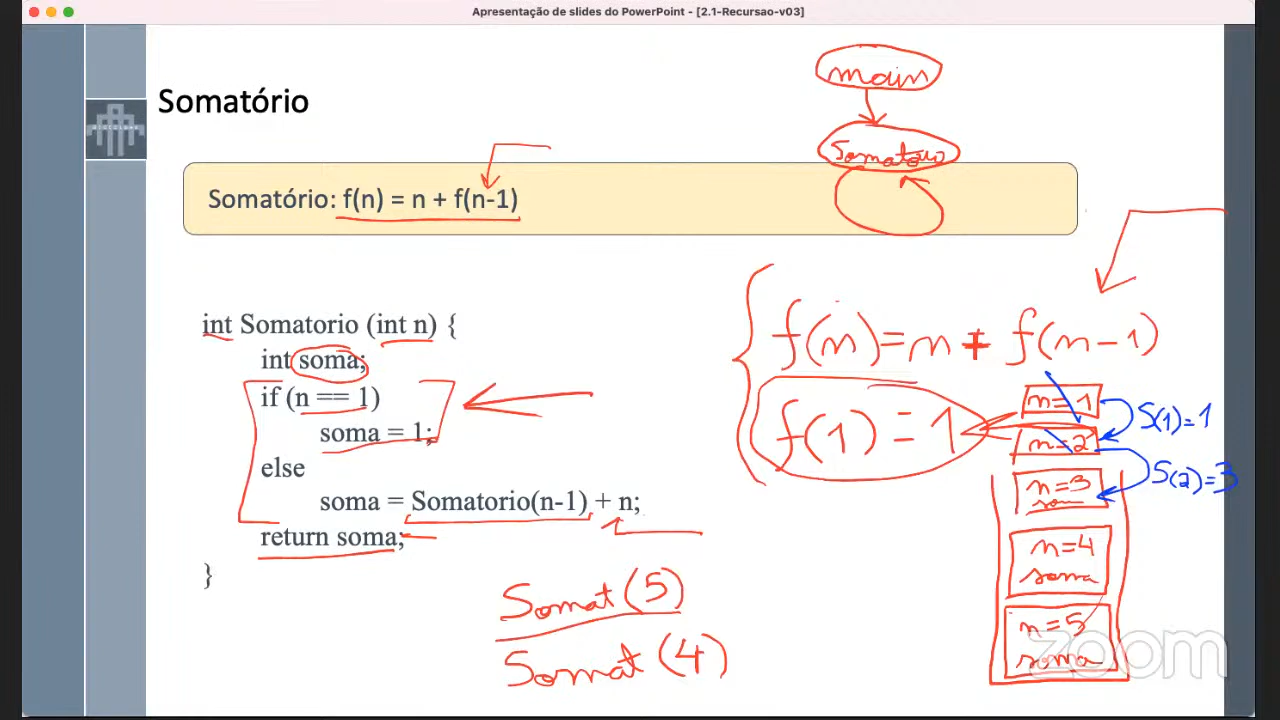 Apresentação de slides do PowerPoint - [2.1-Recursao-v03]
main
Somatório
Somatorio
Somatório: f(n) = n + f(n-1)
int Somatorio (int n) {
int soma;
if (n == 1)
soma = 1;
else
soma = Somatorio(n-1) + n;
return soma;
}
f(n) = n + f(n-1)
f(1) = 1
n=1
S(1)=1
n=2
S(2)=3
n=3
som
n=4
soma
n=5
soma
Somat (5)
Somat (4)
zoom